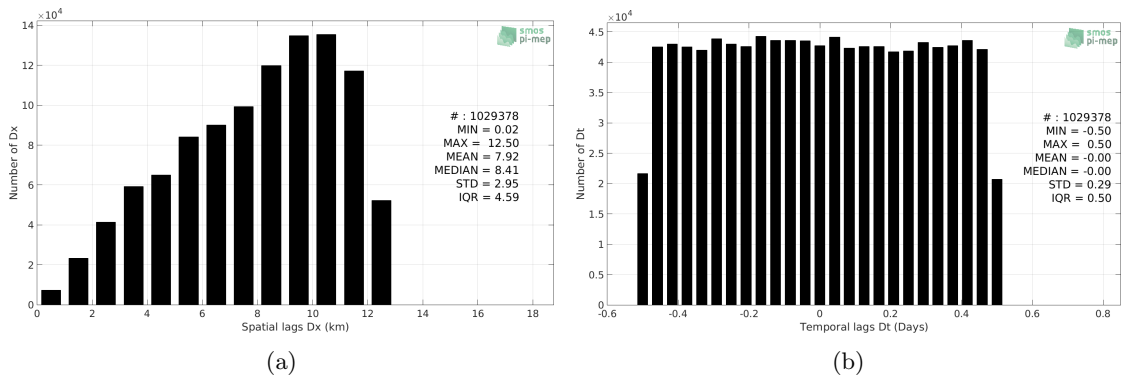 ×10⁴
14
12
10
8
6
4
2
0
Number of Dx
smos
pi-mep
# : 1029378
MIN = 0.02
MAX = 12.50
MEAN = 7.92
MEDIAN = 8.41
STD = 2.95
IQR = 4.59
0 2 4 6 8 10 12 14 16 18
Spatial lags Dx (km)
(a)
×10⁴
4.5
4
3.5
3
2.5
2
1.5
1
0.5
0
Number of Dt
smos
pi-mep
# : 1029378
MIN = -0.50
MAX = 0.50
MEAN = -0.00
MEDIAN = -0.00
STD = 0.29
IQR = 0.50
-0.6 -0.4 -0.2 0 0.2 0.4 0.6 0.8
Temporal lags Dt (Days)
(b)